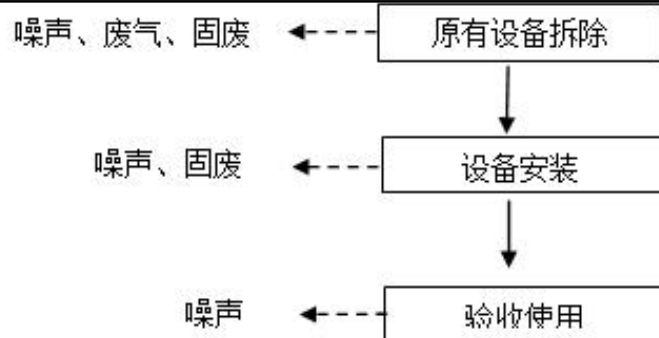 噪声、废气、固废
原有设备拆除
噪声、固废
设备安装
噪声
验收使用